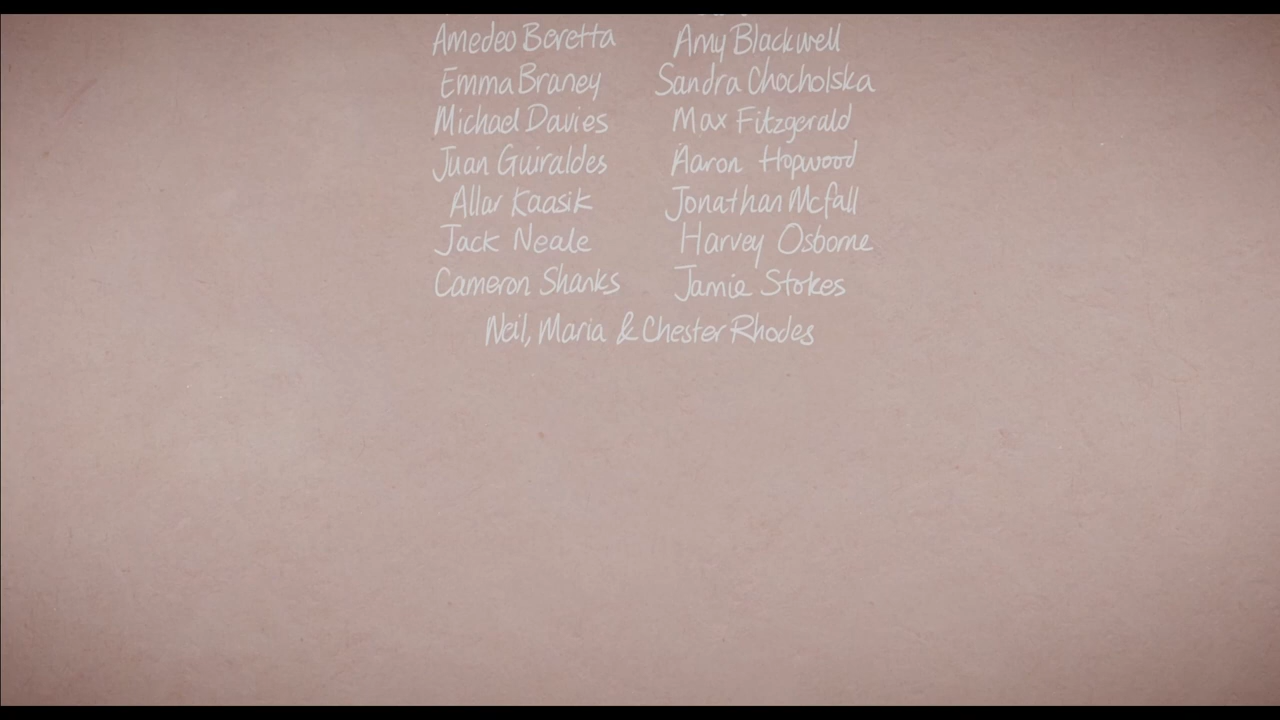 Amedeo Beretta Amy Blackwell
Emma Braney Sandra Chocholska
Michael Davies Max Fitzgerald
Juan Guiraldes Aaron Hopwood
Allar Kaasik Jonathan Mcfall
Jack Neale Harvey Osborne
Cameron Shanks Jamie Stokes
Neil, Maria & Chester Rhodes